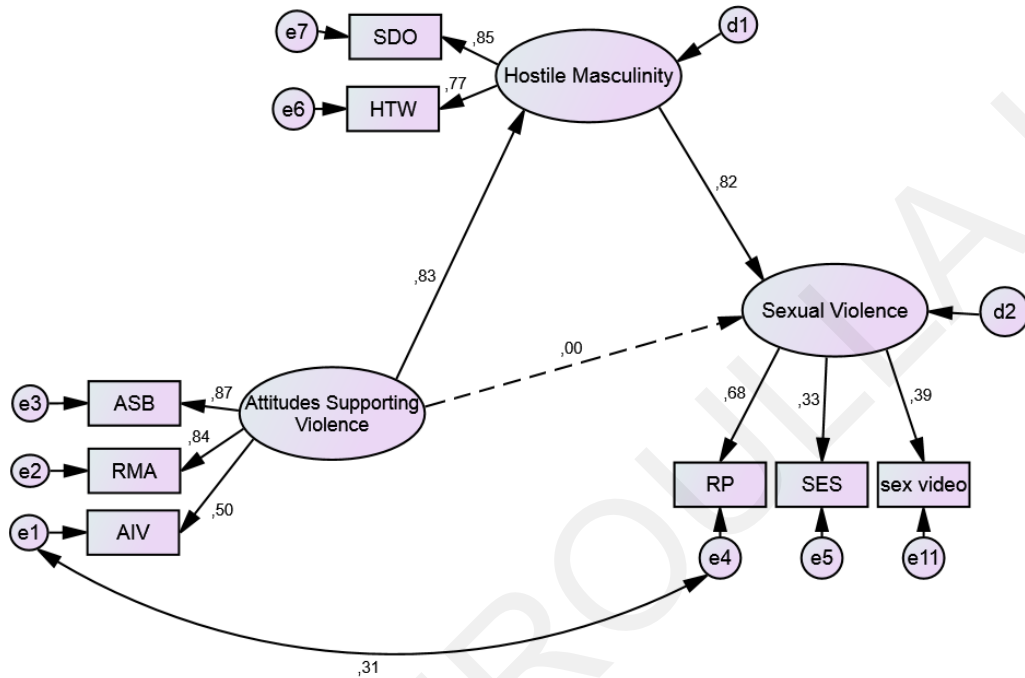 e7
SDO
,85
Hostile Masculinity
d1
e6
HTW
,77
,82
,83
Sexual Violence
d2
,00
e3
ASB
,87
Attitudes Supporting
Violence
,68
,33
,39
e2
RMA
,84
RP
SES
sex video
e1
AIV
,50
e4
e5
e11
,31
ROULLA